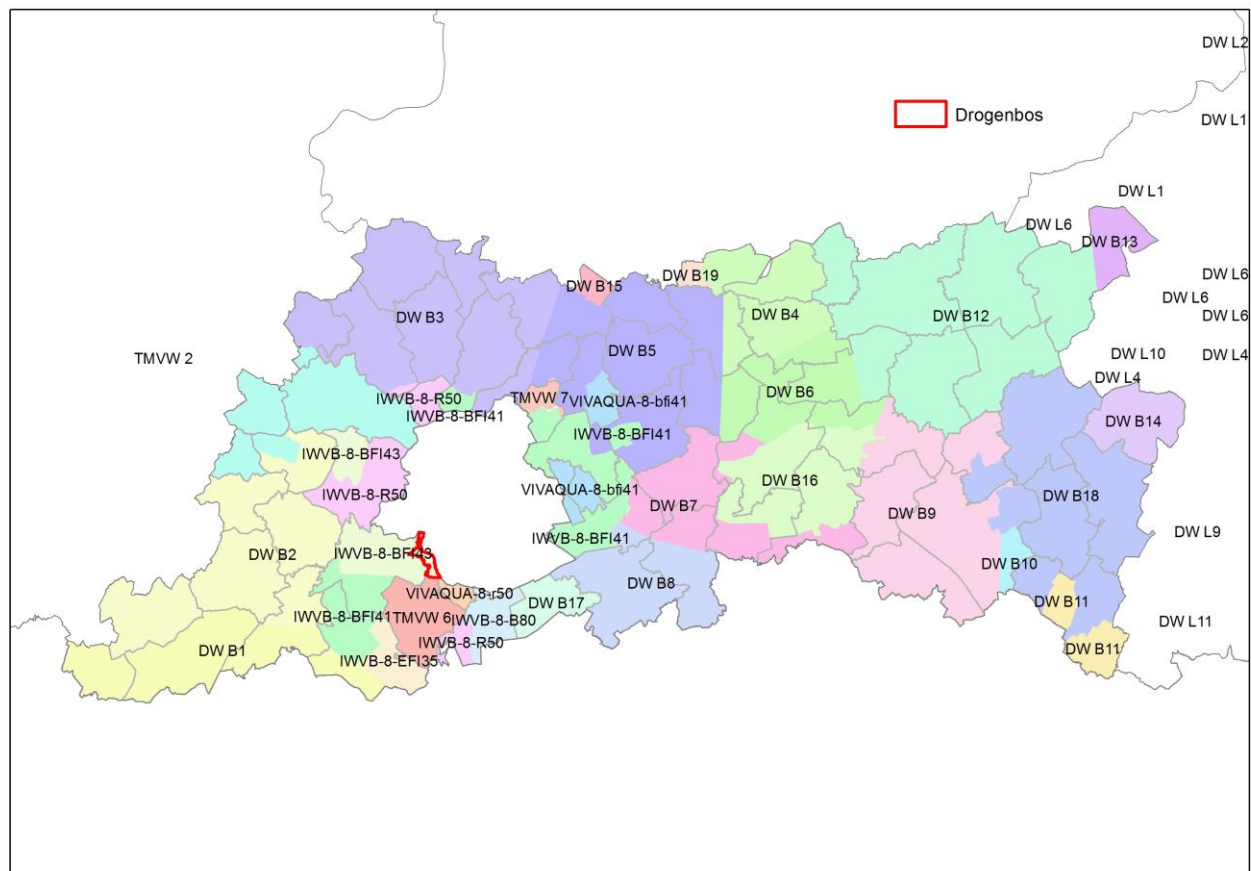 DW L2
Drogenbos
DW L1
DW L1
DW L6
DW B13
DW B19
DW L6
DW B15
DW L6
DW B3
DW B4
DW B12
DW L6
DW B5
TMVW 2
DW L10
DW L4
DW L4
DW B6
IWVB-8-R50
TMVW 7
VIVAQUA-8-bfi41
IWVB-8-BFI41
DW B14
IWVB-8-BFI41
IWVB-8-BFI43
DW B16
IWVB-8-R50
VIVAQUA-8-bfi41
DW B18
DW B7
DW B9
DW L9
IWVB-8-BFI41
DW B2
IWVB-8-BFI43
DW B10
DW B8
VIVAQUA-8-r50
DW B17
DW B11
IWVB-8-BFI41
TMVW 6
IWVB-8-B80
DW L11
IWVB-8-R50
DW B1
DW B11
IWVB-8-EFI35